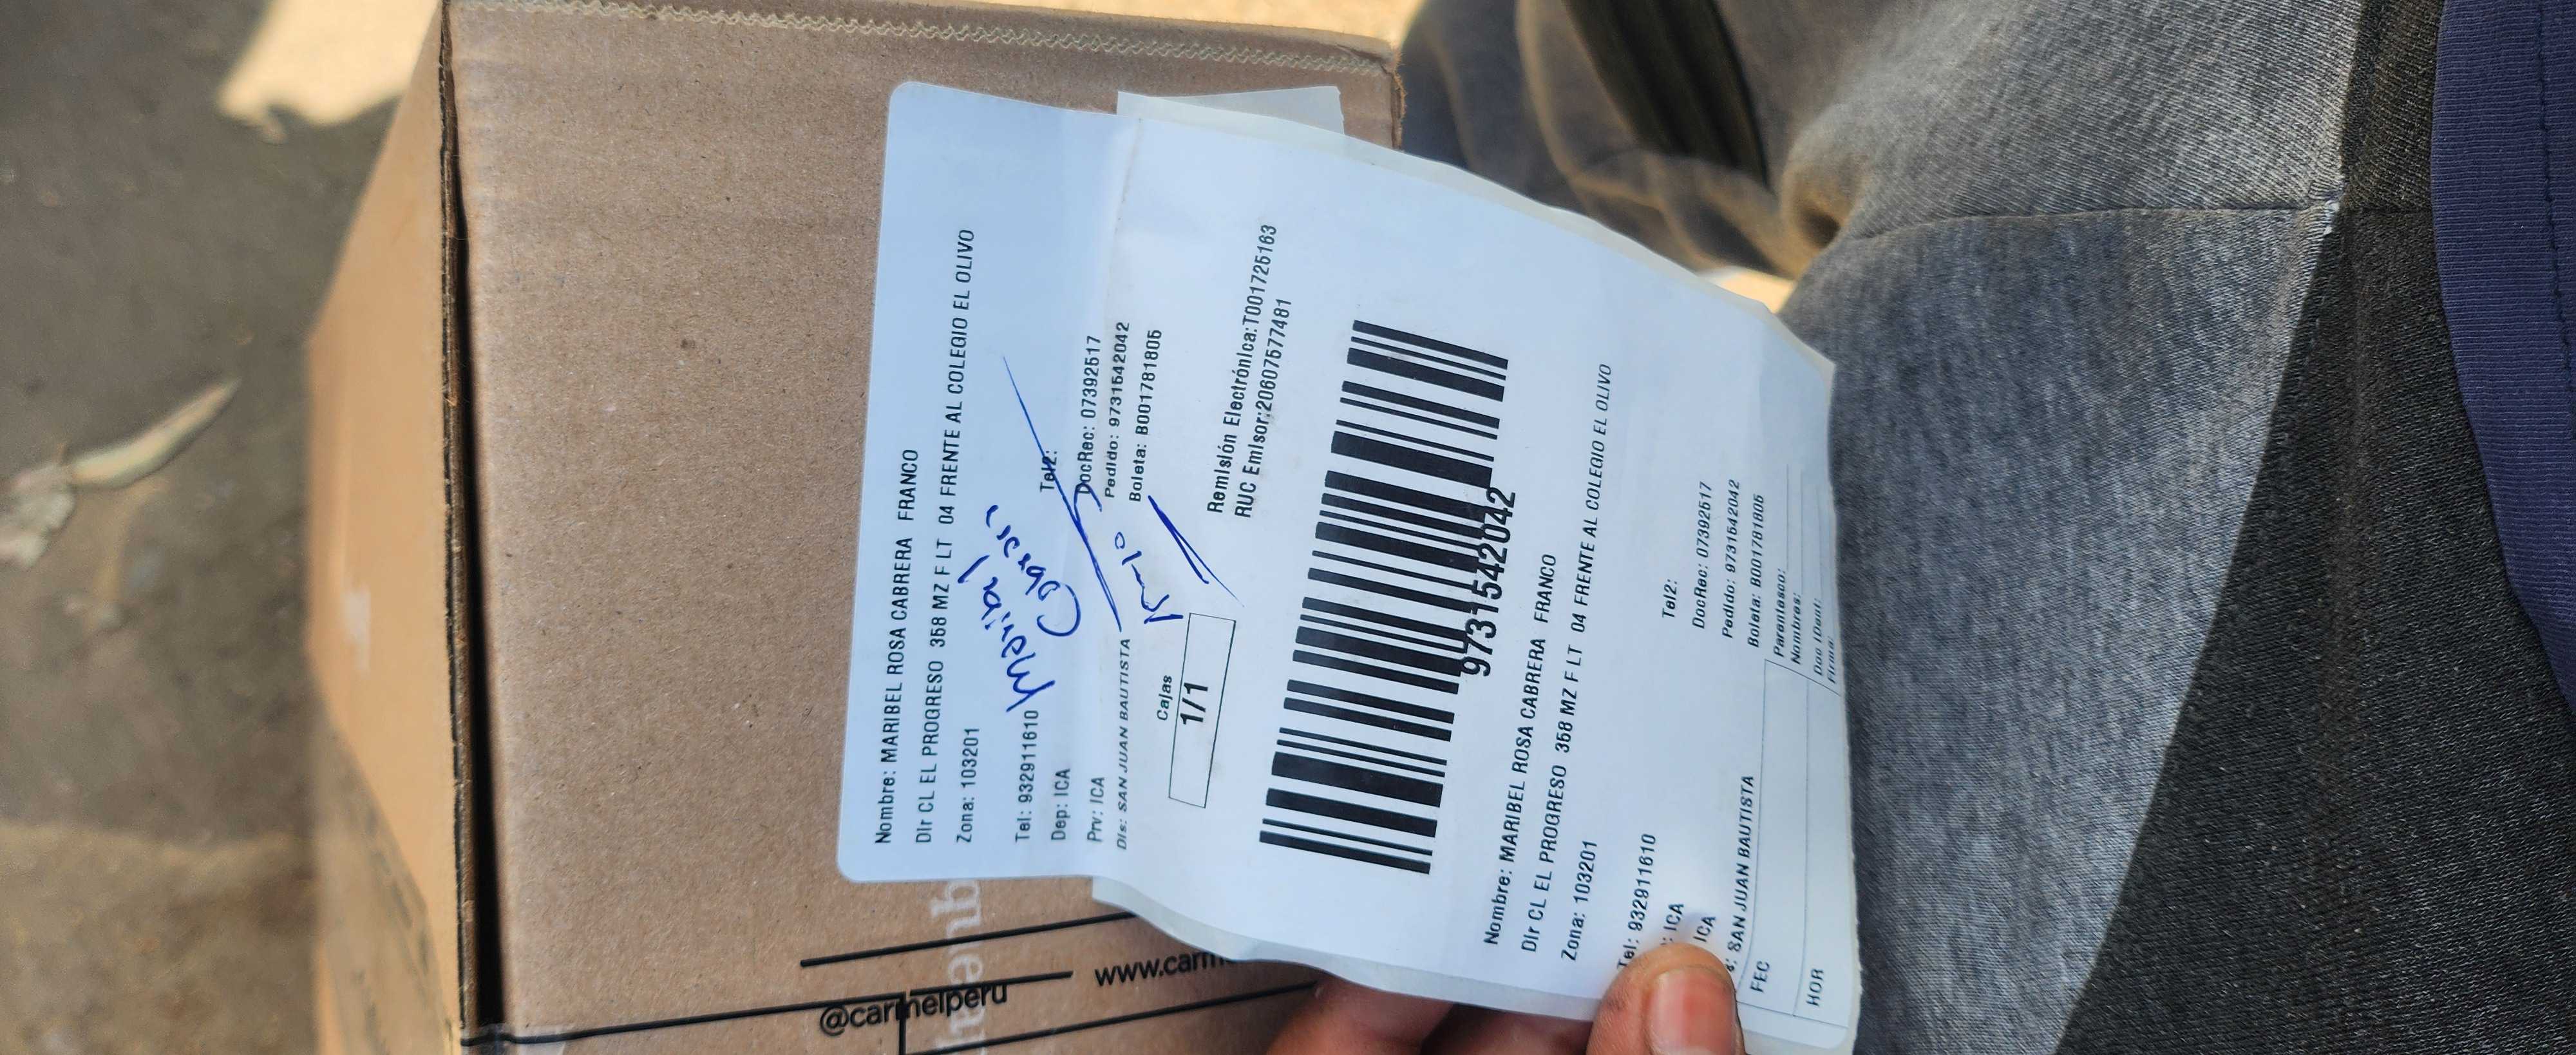 Nombre: MARIBEL ROSA CABRERA FRANCO
Dir CL EL PROGRESO 358 MZ F LT 04 FRENTE AL COLEGIO EL OLIVO
Zona: 103201
Tel: 932911610 Tel2:
Maribel
Cabrera
Dep: ICA DocRec: 07392517
Prv: ICA Pedido: 9731542042
Dis: SAN JUAN BAUTISTA Boleta: B001781805
Cajas
1/1
Remisión Electrónica:T001725163
RUC Emisor:20607577481
9731542042
Nombre: MARIBEL ROSA CABRERA FRANCO
Dir CL EL PROGRESO 358 MZ F LT 04 FRENTE AL COLEGIO EL OLIVO
Zona: 103201
Tel: 932911610 Tel2:
: ICA DocRec: 07392517
ICA Pedido: 9731542042
s: SAN JUAN BAUTISTA Boleta: B001781805
FEC Parentesco:
Nombres:
HOR Doc IDent:
Firma:
@carmelperu
www.carm